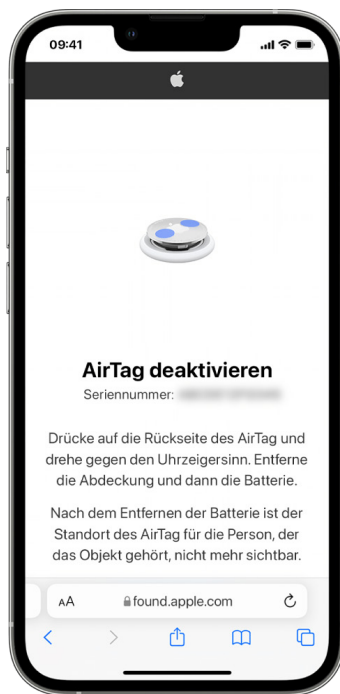 09:41
AirTag deaktivieren
Seriennummer:
Drücke auf die Rückseite des AirTag und
drehe gegen den Uhrzeigersinn. Entferne
die Abdeckung und dann die Batterie.
Nach dem Entfernen der Batterie ist der
Standort des AirTag für die Person, der
das Objekt gehört, nicht mehr sichtbar.
AA found.apple.com